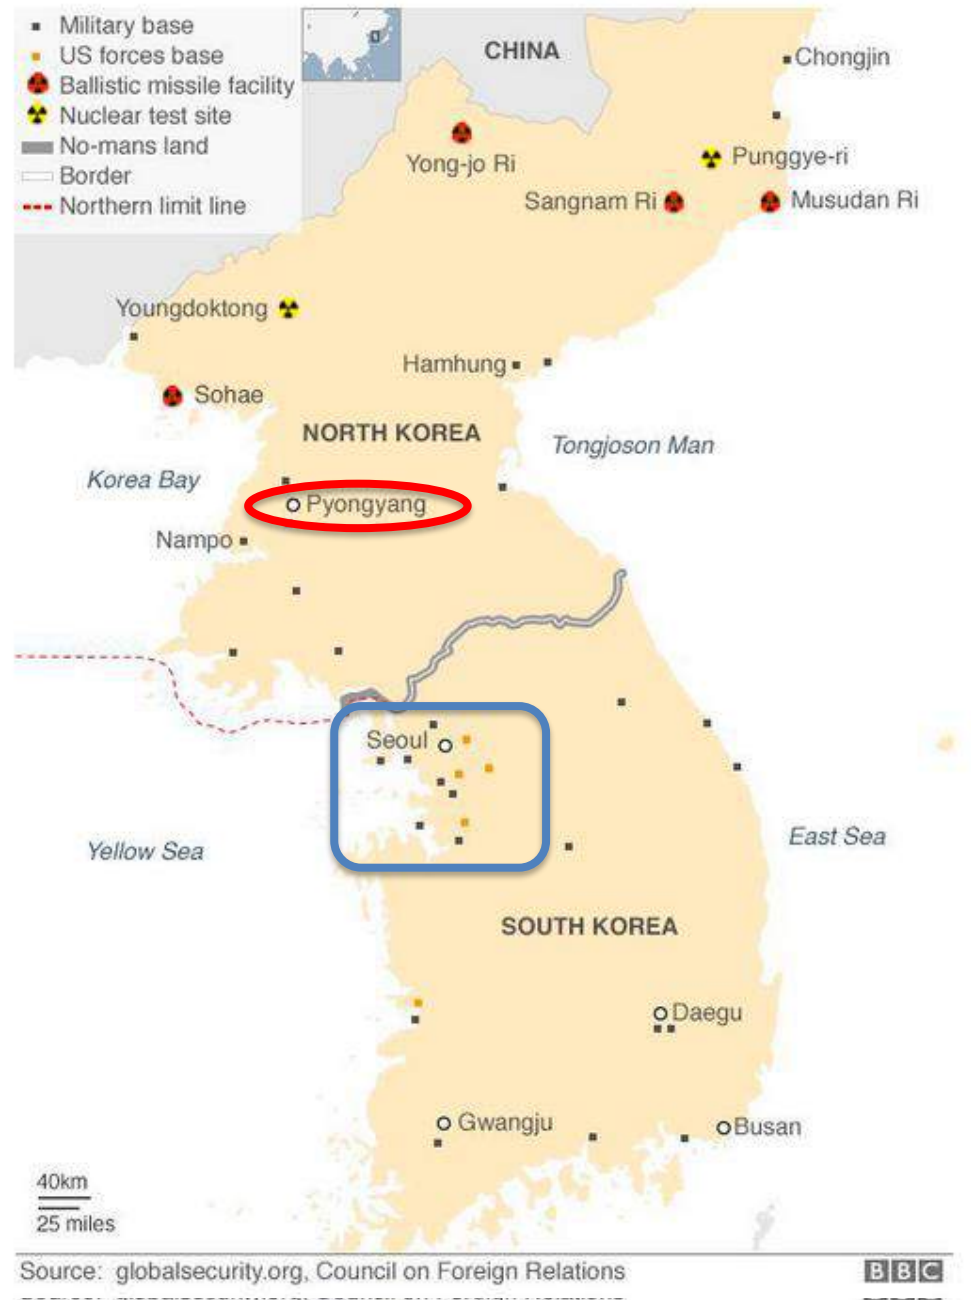 Military base
US forces base
Ballistic missile facility
Nuclear test site
No-mans land
Border
Northern limit line
CHINA
Chongjin
Yong-jo Ri
Punggye-ri
Sangnam Ri
Musudan Ri
Youngdoktong
Hamhung
Sohae
NORTH KOREA
Tongjoson Man
Korea Bay
Pyongyang
Nampo
Seoul
Yellow Sea
East Sea
SOUTH KOREA
Daegu
Gwangju
Busan
40km
25 miles
Source: globalsecurity.org, Council on Foreign Relations
BBC